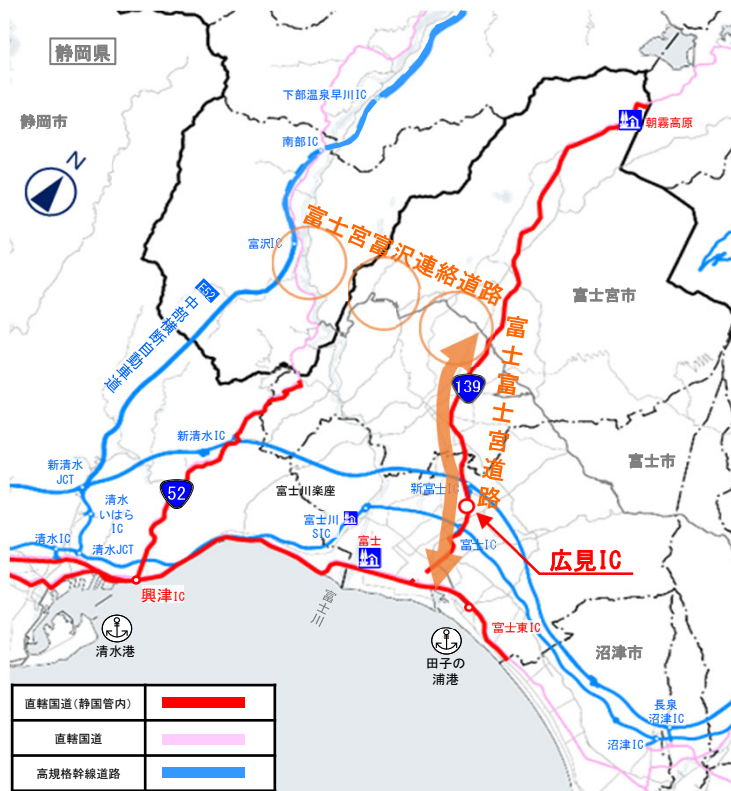 静岡県
静岡市
N
下部温泉早川IC
南部IC
朝霧高原
富士宮富沢連絡道路
富沢IC
E52
中部横断自動車道
富士宮市
富士富士宮道路
139
新清水IC
富士市
新清水
JCT
52
富士川楽座
新富士IC
清水
いはら
IC
富士川
SIC
富士
富士IC
広見IC
清水IC
清水JCT
興津IC
富士川
富士東IC
清水港
田子の
浦港
沼津市
長泉
沼津IC
沼津IC
直轄国道(静国管内)
直轄国道
高規格幹線道路